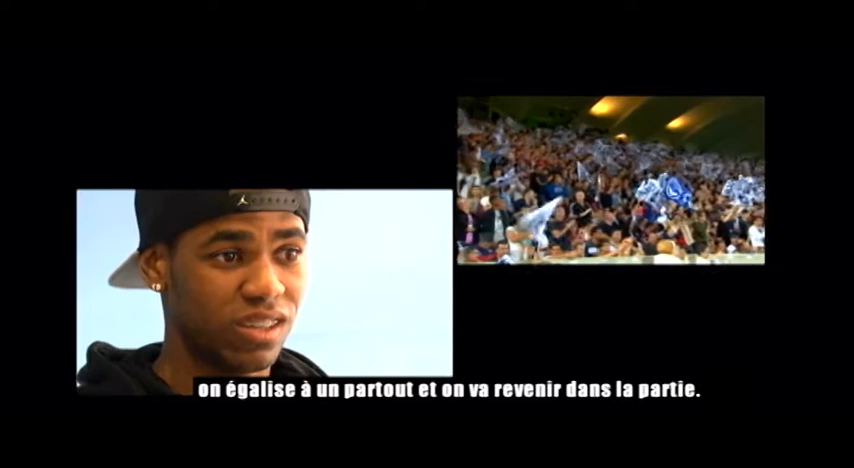 on égalise à un partout et on va revenir dans la partie.